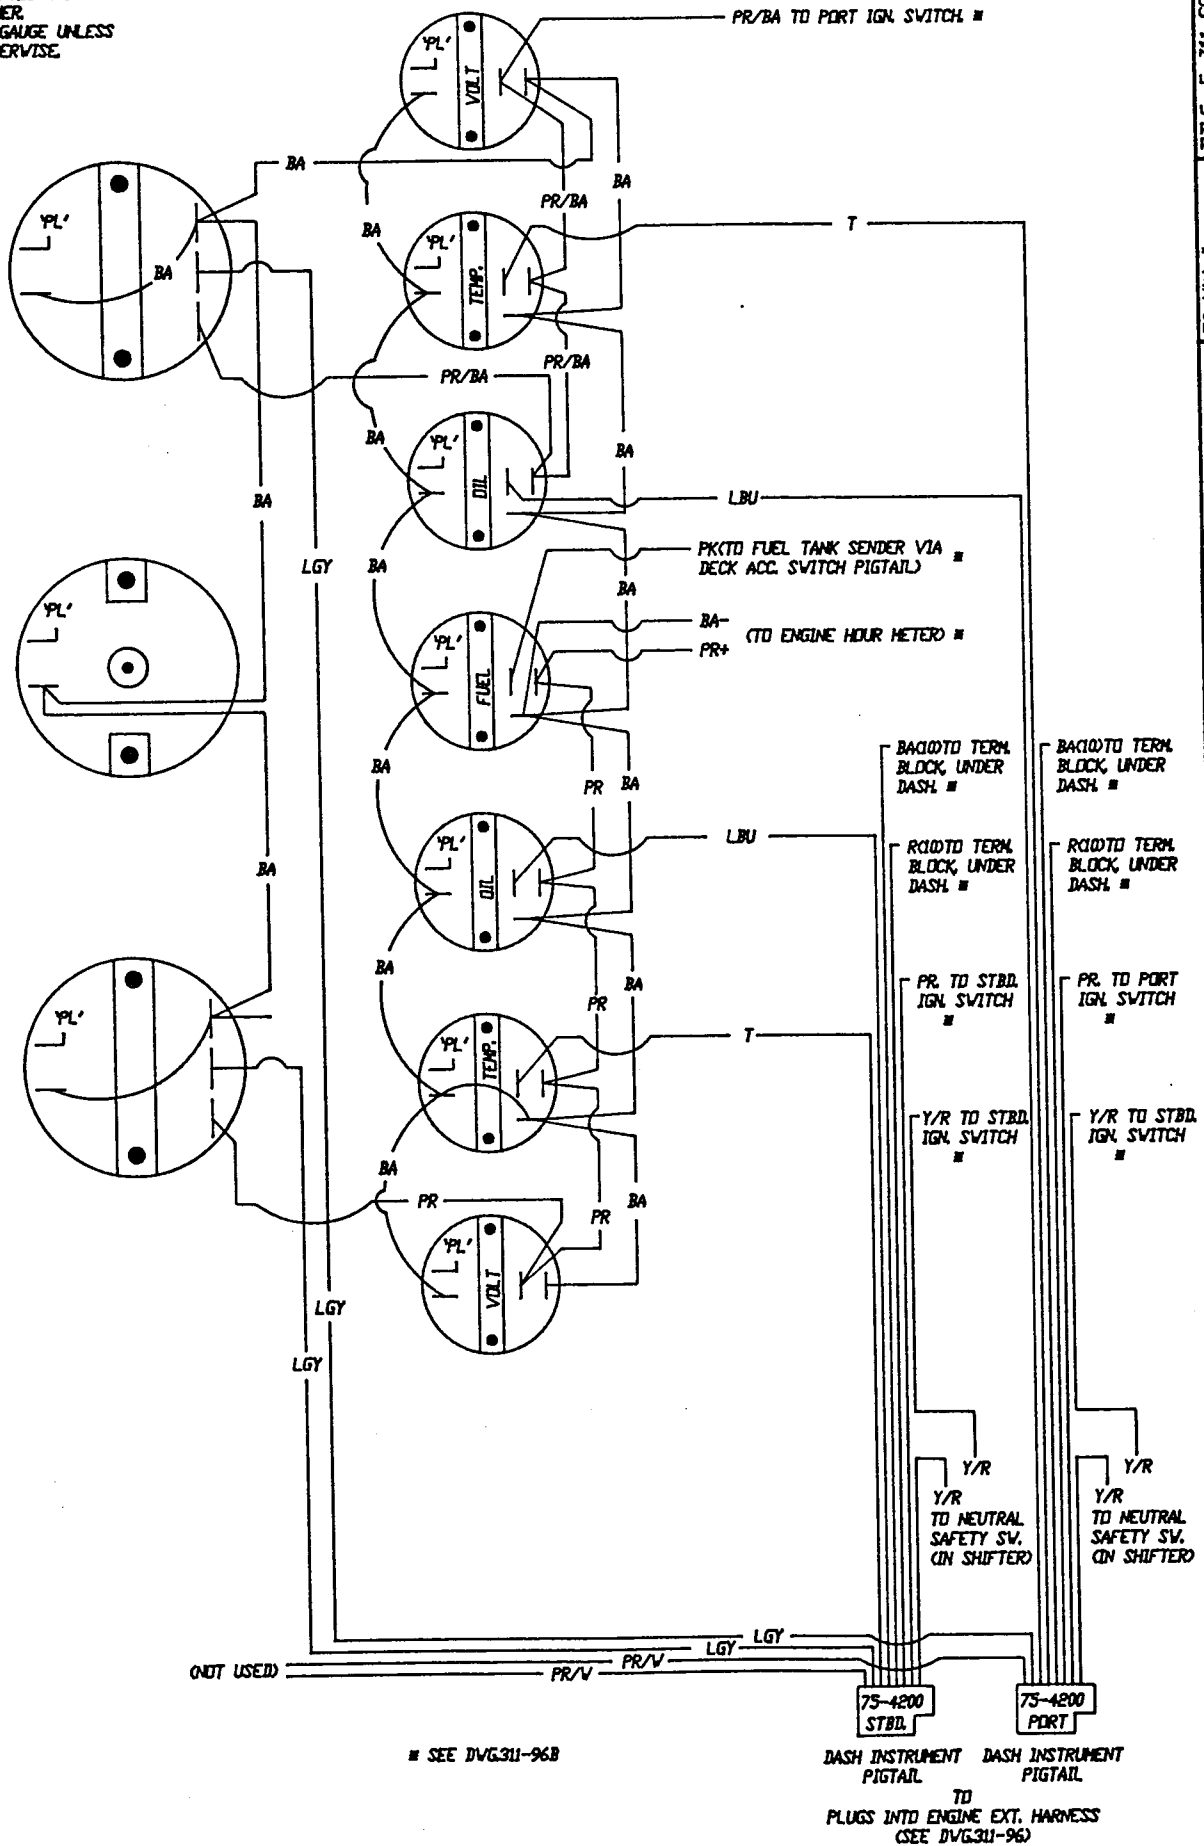 ER.
GAUGE UNLESS
ERWISE.
'PL'
VOLT
PR/BA TO PORT IGN. SWITCH. *
BA
BA
PR/BA
'PL'
BA
BA
'PL'
TEMP.
T
PR/BA
PR/BA
BA
'PL'
OIL
BA
BA
LBU
LGY
BA
PK(TO FUEL TANK SENDER VIA
DECK ACC. SWITCH PIGTAIL) *
BA
'PL'
'PL'
FUEL
BA-
(TO ENGINE HOUR METER) *
PR+
BA
PR
BA
BA(10)TO TERM.
BLOCK, UNDER
DASH. *
BA(10)TO TERM.
BLOCK, UNDER
DASH. *
'PL'
OIL
LBU
R(10)TO TERM.
BLOCK, UNDER
DASH. *
R(10)TO TERM.
BLOCK, UNDER
DASH. *
BA
BA
PR
BA
PR. TO STBD.
IGN. SWITCH
*
PR. TO PORT
IGN. SWITCH
*
'PL'
'PL'
TEMP.
T
Y/R TO STBD.
IGN. SWITCH
*
Y/R TO STBD.
IGN. SWITCH
*
BA
PR
PR
BA
'PL'
VOLT
LGY
LGY
Y/R
Y/R
Y/R
TO NEUTRAL
SAFETY SW.
(IN SHIFTER)
Y/R
TO NEUTRAL
SAFETY SW.
(IN SHIFTER)
LGY
LGY
PR/W
(NOT USED)
PR/W
75-4200
STBD.
75-4200
PORT
* SEE DWG.311-96B
DASH INSTRUMENT
PIGTAIL
DASH INSTRUMENT
PIGTAIL
TO
PLUGS INTO ENGINE EXT. HARNESS
(SEE DWG.311-96)